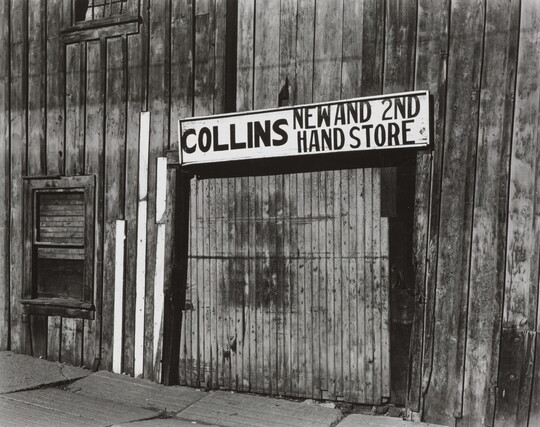 COLLINS
NEW AND 2ND
HAND STORE